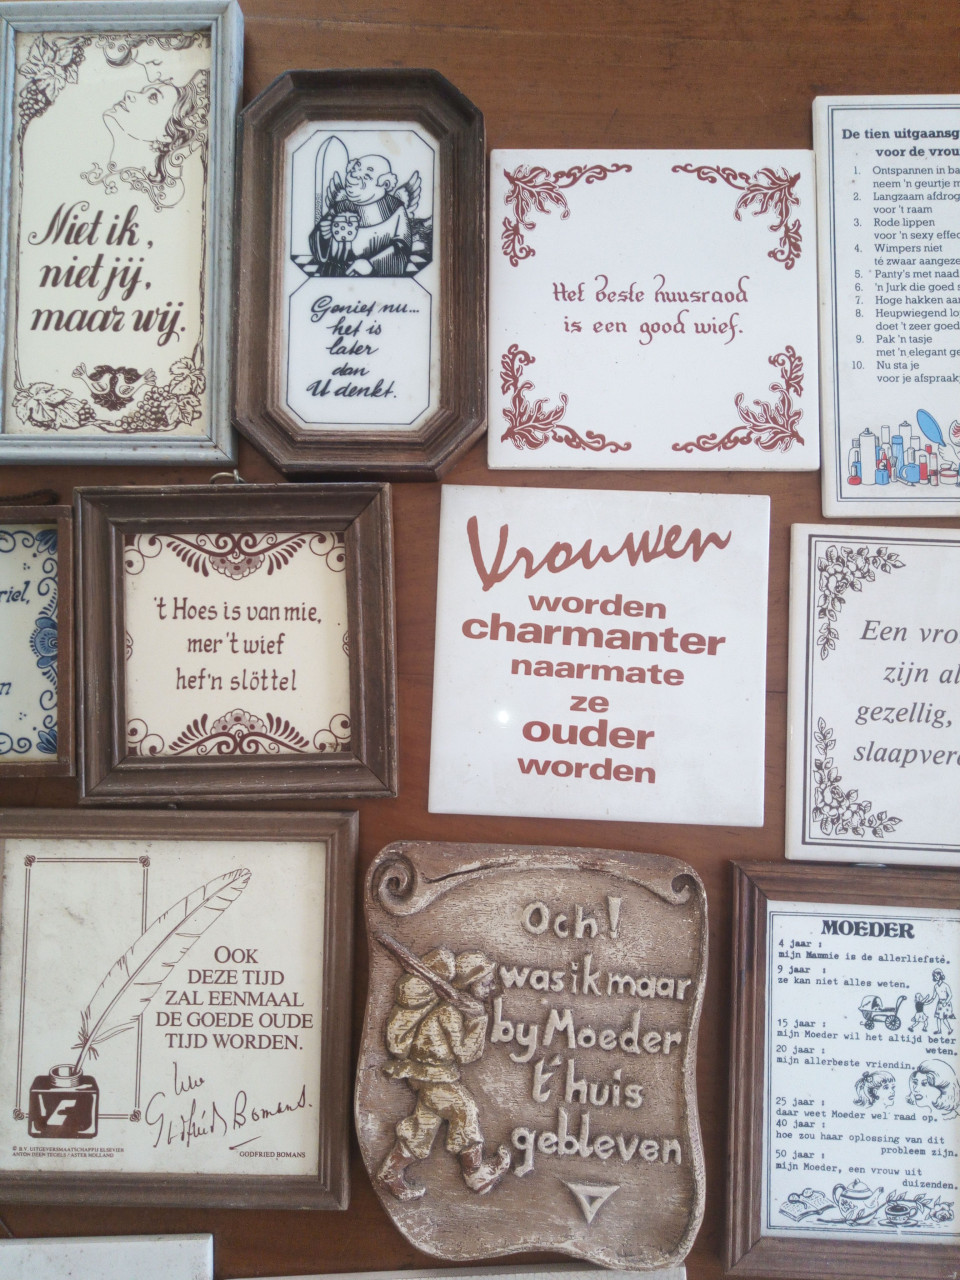 Niet ik,
niet jij,
maar wij.
Geniet nu...
het is
later
dan
U denkt.
Het beste huusraod
is een good wief.
De tien uitgaansg
voor de vrou
1. Ontspannen in ba
neem 'n geurtje m
2. Langzaam afdrog
voor 't raam
3. Rode lippen
voor 'n sexy effec
4. Wimpers niet
té zwaar aangeze
5. Panty's met naad
6. 'n Jurk die goed s
7. Hoge hakken aan
8. Heupwiegend lo
doet 't zeer goed
9. Pak 'n tasje
met 'n elegant ge
10. Nu sta je
voor je afspraak
riel,
n
't Hoes is van mie,
mer 't wief
hef'n slöttel
Vrouwen
worden
charmanter
naarmate
ze
ouder
worden
Een vro
zijn al
gezellig,
slaapver
OOK
DEZE TIJD
ZAL EENMAAL
DE GOEDE OUDE
TIJD WORDEN.
Godfried Bomans.
GODFRIED BOMANS
© B.V. UITGEVERSMAATSCHAPPIJ ELSEVIER
Och!
was ik maar
by Moeder
t'huis
gebleven
MOEDER
4 jaar :
mijn Mammie is de allerliefste.
9 jaar :
ze kan niet alles weten.
15 jaar :
mijn Moeder wil het altijd beter
weten.
20 jaar :
mijn allerbeste vriendin.
25 jaar :
daar weet Moeder wel raad op.
40 jaar :
hoe zou haar oplossing van dit
probleem zijn.
50 jaar :
mijn Moeder, een vrouw uit
duizenden.